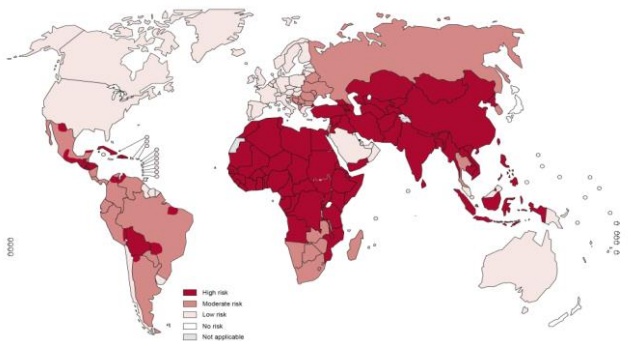 High risk
Moderate risk
Low risk
No risk
Not applicable